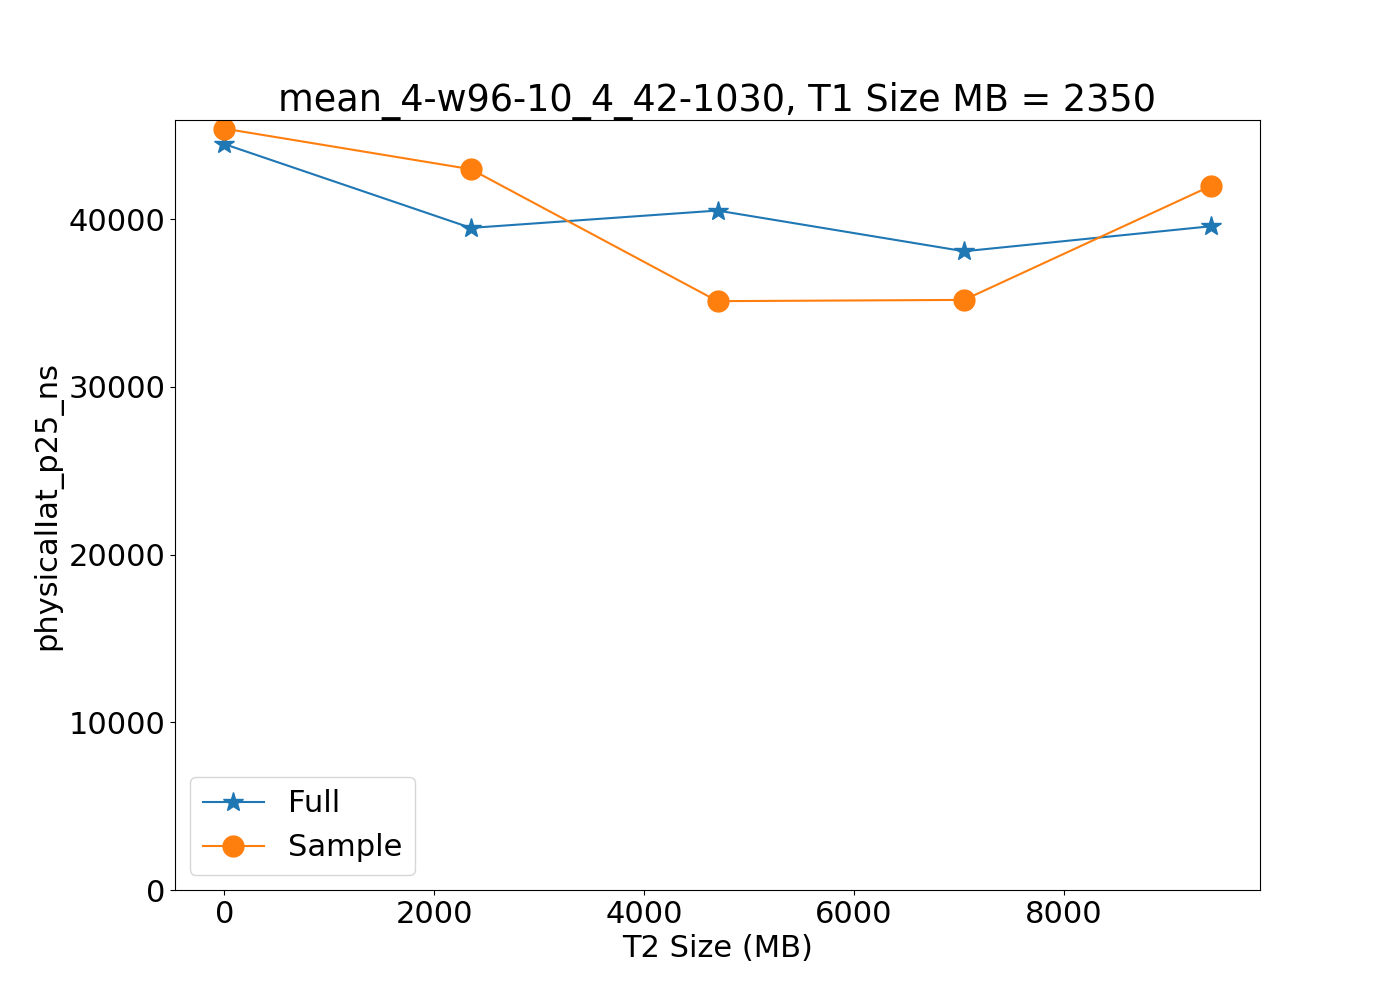 mean_4-w96-10_4_42-1030, T1 Size MB = 2350
physicallat_p25_ns
40000
30000
20000
10000
0
Full
Sample
0 2000 4000 6000 8000
T2 Size (MB)